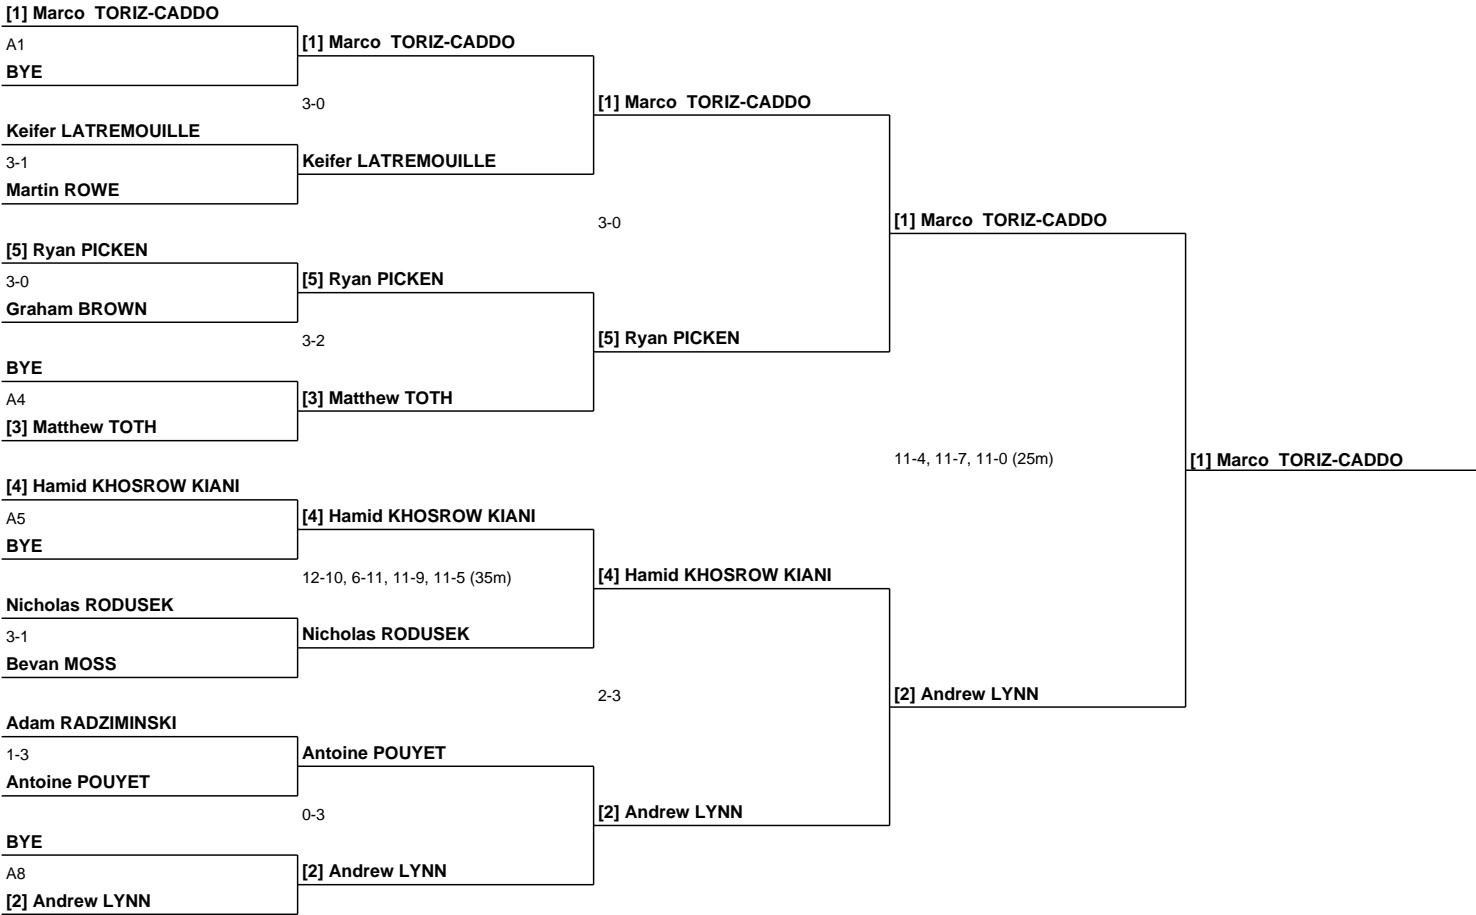 [1] Marco  TORIZ-CADDO
A1
BYE
Keifer LATREMOUILLE
3-1
Martin ROWE
[5] Ryan PICKEN
3-0
Graham BROWN
BYE
A4
[3] Matthew TOTH
[4] Hamid KHOSROW KIANI
A5
BYE
Nicholas RODUSEK
3-1
Bevan MOSS
Adam RADZIMINSKI
1-3
Antoine POUYET
BYE
A8
[2] Andrew LYNN
[1] Marco  TORIZ-CADDO
3-0
Keifer LATREMOUILLE
[5] Ryan PICKEN
3-2
[3] Matthew TOTH
[4] Hamid KHOSROW KIANI
12-10, 6-11, 11-9, 11-5 (35m)
Nicholas RODUSEK
Antoine POUYET
0-3
[2] Andrew LYNN
[1] Marco  TORIZ-CADDO
3-0
[5] Ryan PICKEN
[4] Hamid KHOSROW KIANI
2-3
[2] Andrew LYNN
[1] Marco  TORIZ-CADDO
11-4, 11-7, 11-0 (25m)
[2] Andrew LYNN
[1] Marco  TORIZ-CADDO